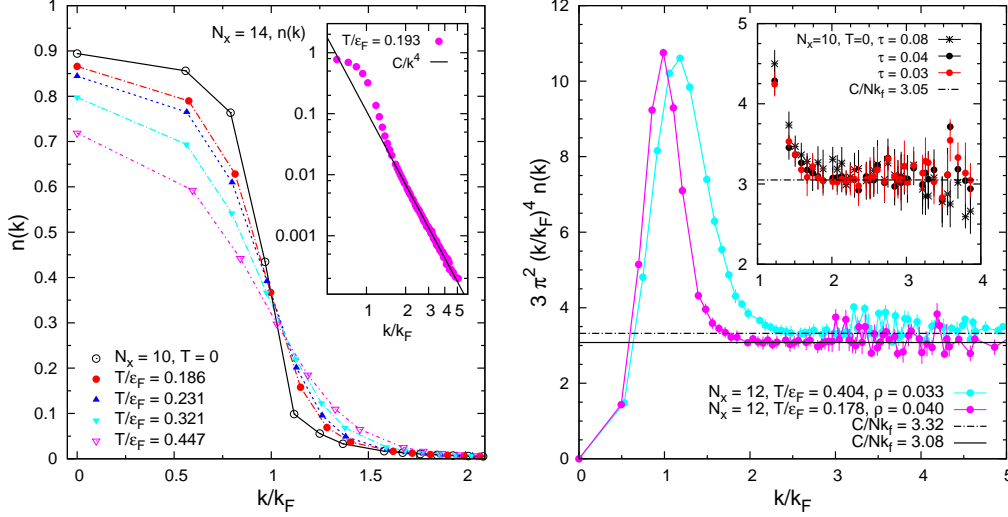 N_x = 14, n(k)
n(k)
1
0.9
0.8
0.7
0.6
0.5
0.4
0.3
0.2
0.1
0
0 0.5 1 1.5 2
k/k_F
N_x = 10, T = 0
T/ε_F = 0.186
T/ε_F = 0.231
T/ε_F = 0.321
T/ε_F = 0.447
T/ε_F = 0.193
C/k^4
1
0.1
0.01
0.001
1 2 3 4 5
k/k_F
3 π^2 (k/k_F)^4 n(k)
12
10
8
6
4
2
0
0 1 2 3 4 5
k/k_F
N_x = 12, T/ε_F = 0.404, ρ = 0.033
N_x = 12, T/ε_F = 0.178, ρ = 0.040
C/Nk_f = 3.32
C/Nk_f = 3.08
N_x=10, T=0, τ = 0.08
τ = 0.04
τ = 0.03
C/Nk_f = 3.05
5
4
3
2
1 2 3 4